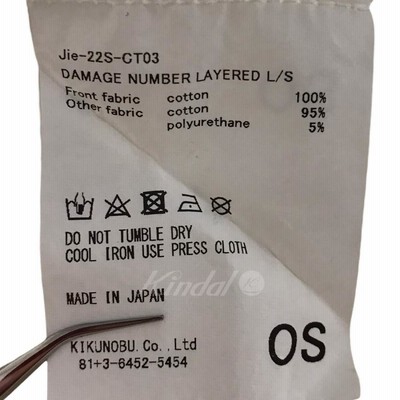 Jie-22S-CT03
DAMAGE NUMBER LAYERED L/S
Front fabric cotton 100%
Other fabric cotton 95%
polyurethane 5%
DO NOT TUMBLE DRY
COOL IRON USE PRESS CLOTH
Kindal
MADE IN JAPAN
KIKUNOBU. Co., Ltd
81+3-6452-5454
OS